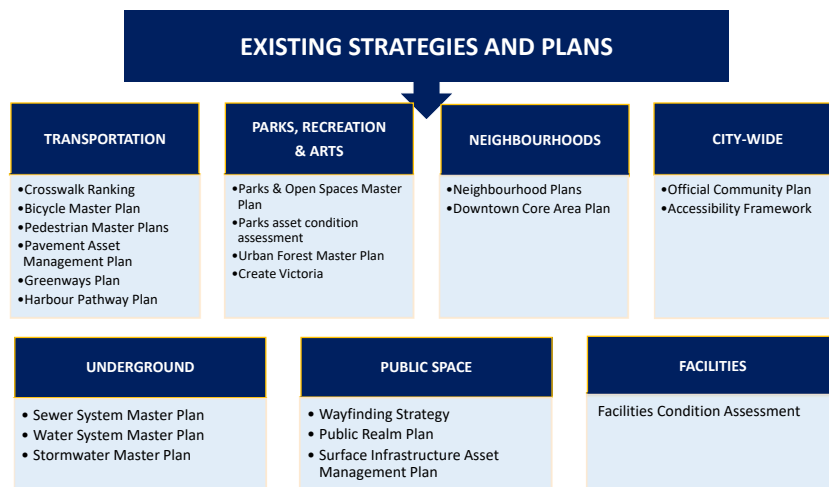 EXISTING STRATEGIES AND PLANS
TRANSPORTATION
•Crosswalk Ranking
•Bicycle Master Plan
•Pedestrian Master Plans
•Pavement Asset
Management Plan
•Greenways Plan
•Harbour Pathway Plan
PARKS, RECREATION
& ARTS
•Parks & Open Spaces Master
Plan
•Parks asset condition
assessment
•Urban Forest Master Plan
•Create Victoria
NEIGHBOURHOODS
•Neighbourhood Plans
•Downtown Core Area Plan
CITY-WIDE
•Official Community Plan
•Accessibility Framework
UNDERGROUND
• Sewer System Master Plan
• Water System Master Plan
• Stormwater Master Plan
PUBLIC SPACE
• Wayfinding Strategy
• Public Realm Plan
• Surface Infrastructure Asset
Management Plan
FACILITIES
Facilities Condition Assessment